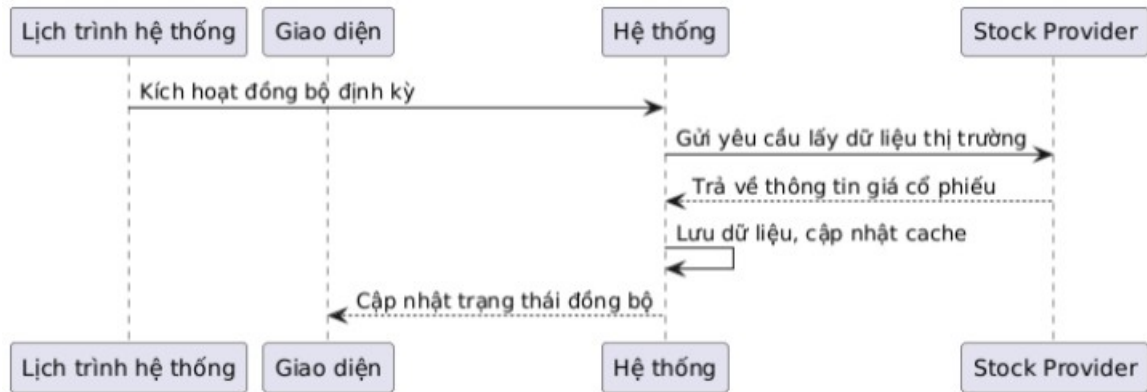 Lịch trình hệ thống
Giao diện
Hệ thống
Stock Provider
Kích hoạt đồng bộ định kỳ
Gửi yêu cầu lấy dữ liệu thị trường
Trả về thông tin giá cổ phiếu
Lưu dữ liệu, cập nhật cache
Cập nhật trạng thái đồng bộ
Lịch trình hệ thống
Giao diện
Hệ thống
Stock Provider